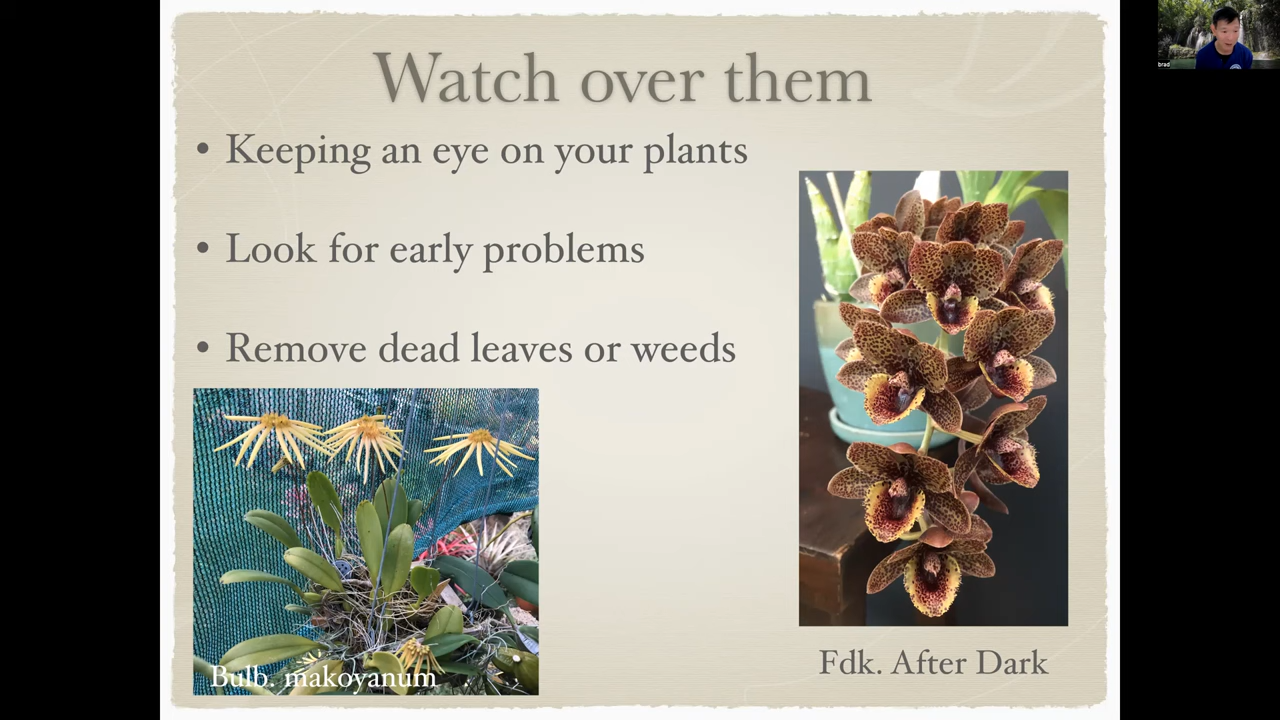 Watch over them
• Keeping an eye on your plants
• Look for early problems
• Remove dead leaves or weeds
Bulb. makoyanum
Fdk. After Dark
brad